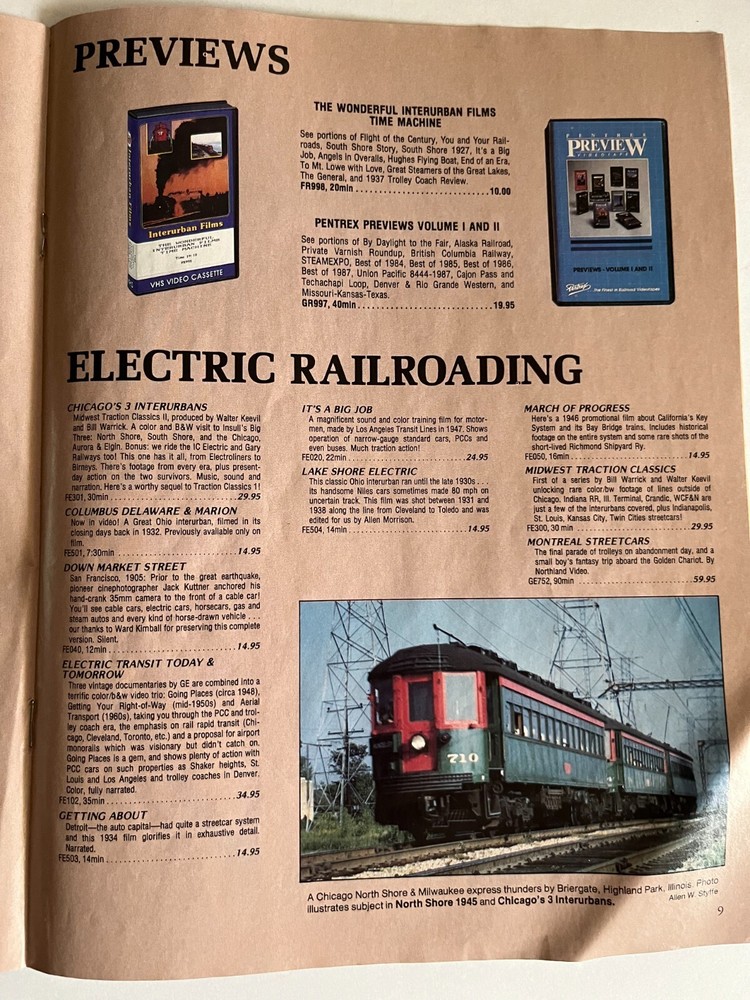 PREVIEWS
Interurban Films
THE WONDERFUL
INTERURBAN FILMS
TIME MACHINE
VHS VIDEO CASSETTE
THE WONDERFUL INTERURBAN FILMS
TIME MACHINE
See portions of Flight of the Century, You and Your Rail-
roads, South Shore Story, South Shore 1927, It's a Big
Job, Angels in Overalls, Hughes Flying Boat, End of an Era,
To Mt. Lowe with Love, Great Steamers of the Great Lakes,
The General, and 1937 Trolley Coach Review.
FR998, 20min ..............................10.00
PENTREX PREVIEWS VOLUME I AND II
See portions of By Daylight to the Fair, Alaska Railroad,
Private Varnish Roundup, British Columbia Railway,
STEAMEXPO, Best of 1984, Best of 1985, Best of 1986,
Best of 1987, Union Pacific 8444-1987, Cajon Pass and
Techachapi Loop, Denver & Rio Grande Western, and
Missouri-Kansas-Texas.
GR997, 40min ..............................19.95
PENTREX
PREVIEW
VIDEOTAPE
PREVIEWS - VOLUME I AND II
Pentrex
The Finest in Railroad Videotapes
ELECTRIC RAILROADING
CHICAGO'S 3 INTERURBANS
Midwest Traction Classics II, produced by Walter Keevil
and Bill Warrick. A color and B&W visit to Insull's Big
Three: North Shore, South Shore, and the Chicago,
Aurora & Elgin. Bonus: we ride the IC Electric and Gary
Railways too! This one has it all, from Electroliners to
Birneys. There's footage from every era, plus present-
day action on the two survivors. Music, sound and
narration. Here's a worthy sequel to Traction Classics 1!
FE301, 30min ..............................29.95
COLUMBUS DELAWARE & MARION
Now in video! A Great Ohio interurban, filmed in its
closing days back in 1932. Previously available only on
film.
FE501, 7:30min ..............................14.95
DOWN MARKET STREET
San Francisco, 1905: Prior to the great earthquake,
pioneer cinephotographer Jack Kuttner anchored his
hand-crank 35mm camera to the front of a cable car!
You'll see cable cars, electric cars, horsecars, gas and
steam autos and every kind of horse-drawn vehicle . . .
our thanks to Ward Kimball for preserving this complete
version. Silent.
FE040, 12min ..............................14.95
ELECTRIC TRANSIT TODAY &
TOMORROW
Three vintage documentaries by GE are combined into a
terrific color/b&w video trio: Going Places (circa 1948),
Getting Your Right-of-Way (mid-1950s) and Aerial
Transport (1960s), taking you through the PCC and trol-
ley coach era, the emphasis on rail rapid transit (Chi-
cago, Cleveland, Toronto, etc.) and a proposal for airport
monorails which was visionary but didn't catch on.
Going Places is a gem, and shows plenty of action with
PCC cars on such properties as Shaker heights, St.
Louis and Los Angeles and trolley coaches in Denver.
Color, fully narrated.
FE102, 35min ..............................34.95
GETTING ABOUT
Detroit—the auto capital—had quite a streetcar system
and this 1934 film glorifies it in exhaustive detail.
Narrated.
FE503, 14min ..............................14.95
IT'S A BIG JOB
A magnificent sound and color training film for motor-
men, made by Los Angeles Transit Lines in 1947. Shows
operation of narrow-gauge standard cars, PCCs and
even buses. Much traction action!
FE020, 22min ..............................24.95
LAKE SHORE ELECTRIC
This classic Ohio interurban ran until the late 1930s . . .
its handsome Niles cars sometimes made 60 mph on
uncertain track. This film was shot between 1931 and
1938 along the line from Cleveland to Toledo and was
edited for us by Allen Morrison.
FE504, 14min ..............................14.95
MARCH OF PROGRESS
Here's a 1946 promotional film about California's Key
System and its Bay Bridge trains. Includes historical
footage on the entire system and some rare shots of the
short-lived Richmond Shipyard Ry.
FE050, 16min ..............................14.95
MIDWEST TRACTION CLASSICS
First of a series by Bill Warrick and Walter Keevil
unlocking rare color/bw footage of lines outside of
Chicago. Indiana RR, Ill. Terminal, Crandic, WCF&N are
just a few of the interurbans covered, plus Indianapolis,
St. Louis, Kansas City, Twin Cities streetcars!
FE300, 30 min ..............................29.95
MONTREAL STREETCARS
The final parade of trolleys on abandonment day, and a
small boy's fantasy trip aboard the Golden Chariot. By
Northland Video.
GE752, 90min ..............................59.95
710
A Chicago North Shore & Milwaukee express thunders by Briergate, Highland Park, Illinois. Photo
illustrates subject in North Shore 1945 and Chicago's 3 Interurbans. Allen W. Styffe
9